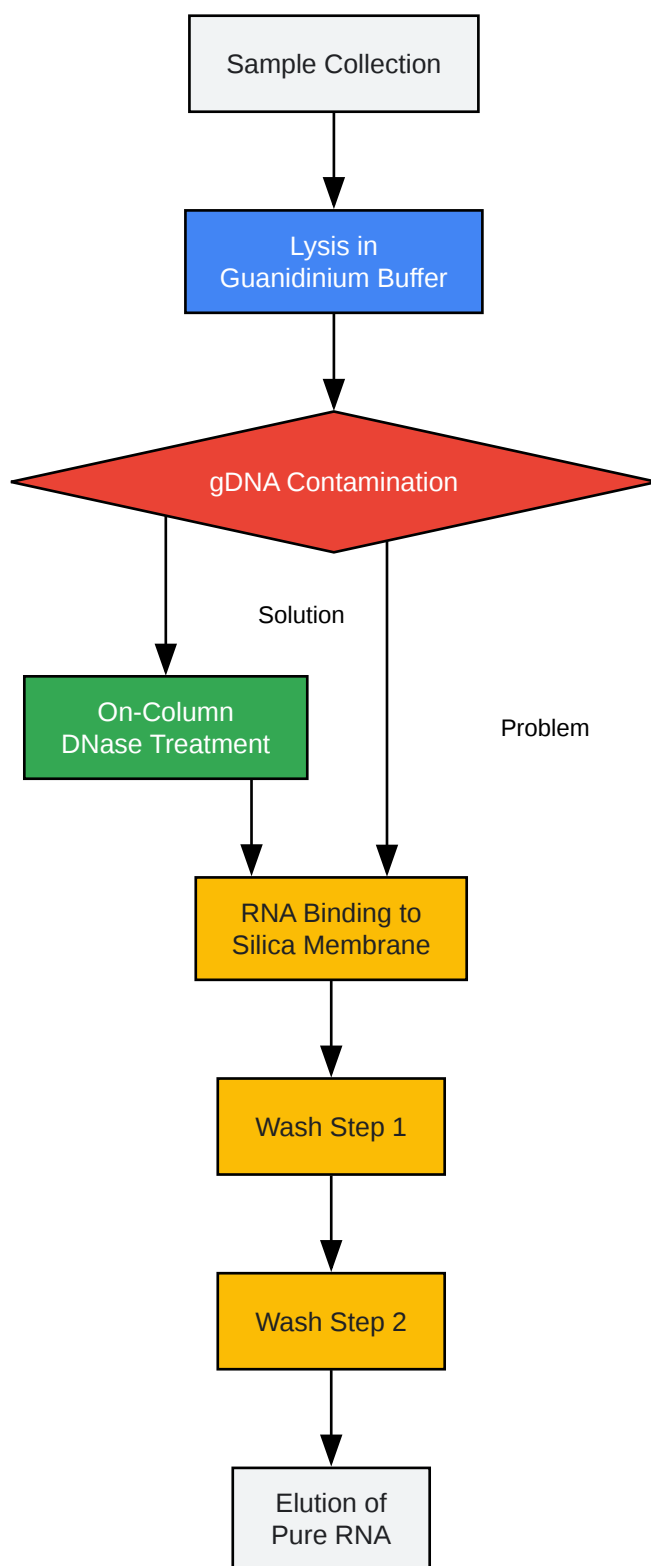 Sample Collection
Lysis in
Guanidinium Buffer
gDNA Contamination
Solution
On-Column
DNase Treatment
Problem
RNA Binding to
Silica Membrane
Wash Step 1
Wash Step 2
Elution of
Pure RNA